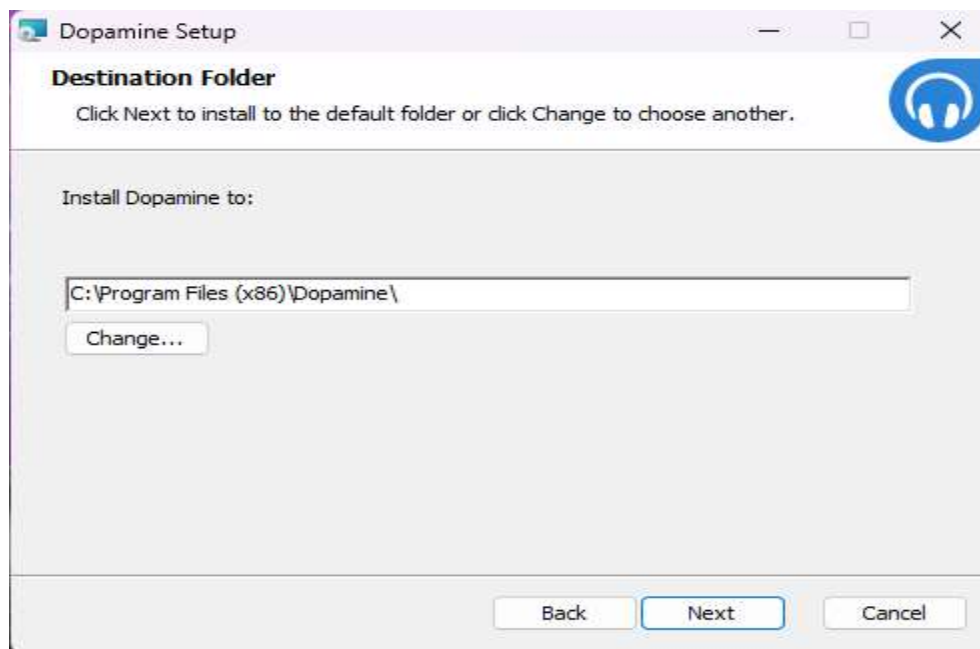 Dopamine Setup
Destination Folder
Click Next to install to the default folder or click Change to choose another.
Install Dopamine to:
C:\Program Files (x86)\Dopamine\
Change...
Back Next Cancel